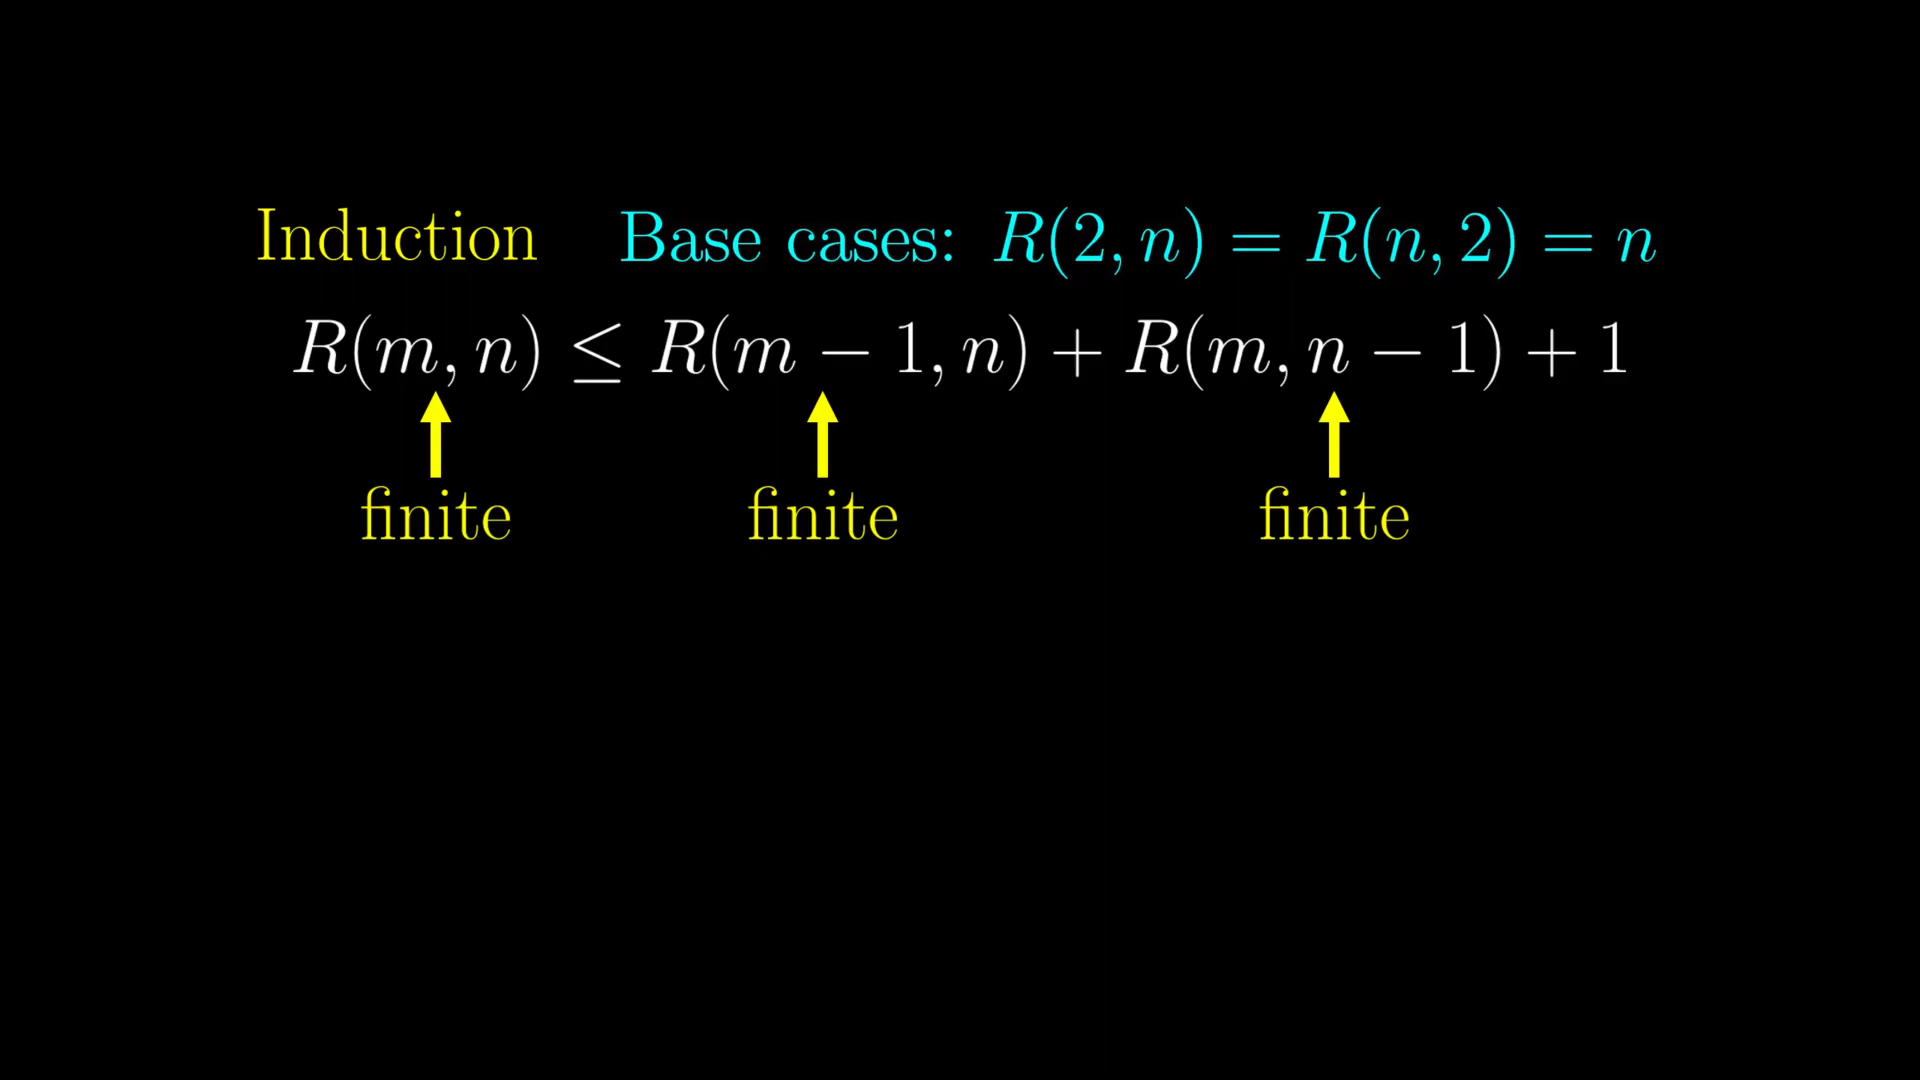 Induction Base cases: R(2, n) = R(n, 2) = n
R(m, n) ≤ R(m − 1, n) + R(m, n − 1) + 1
finite finite finite